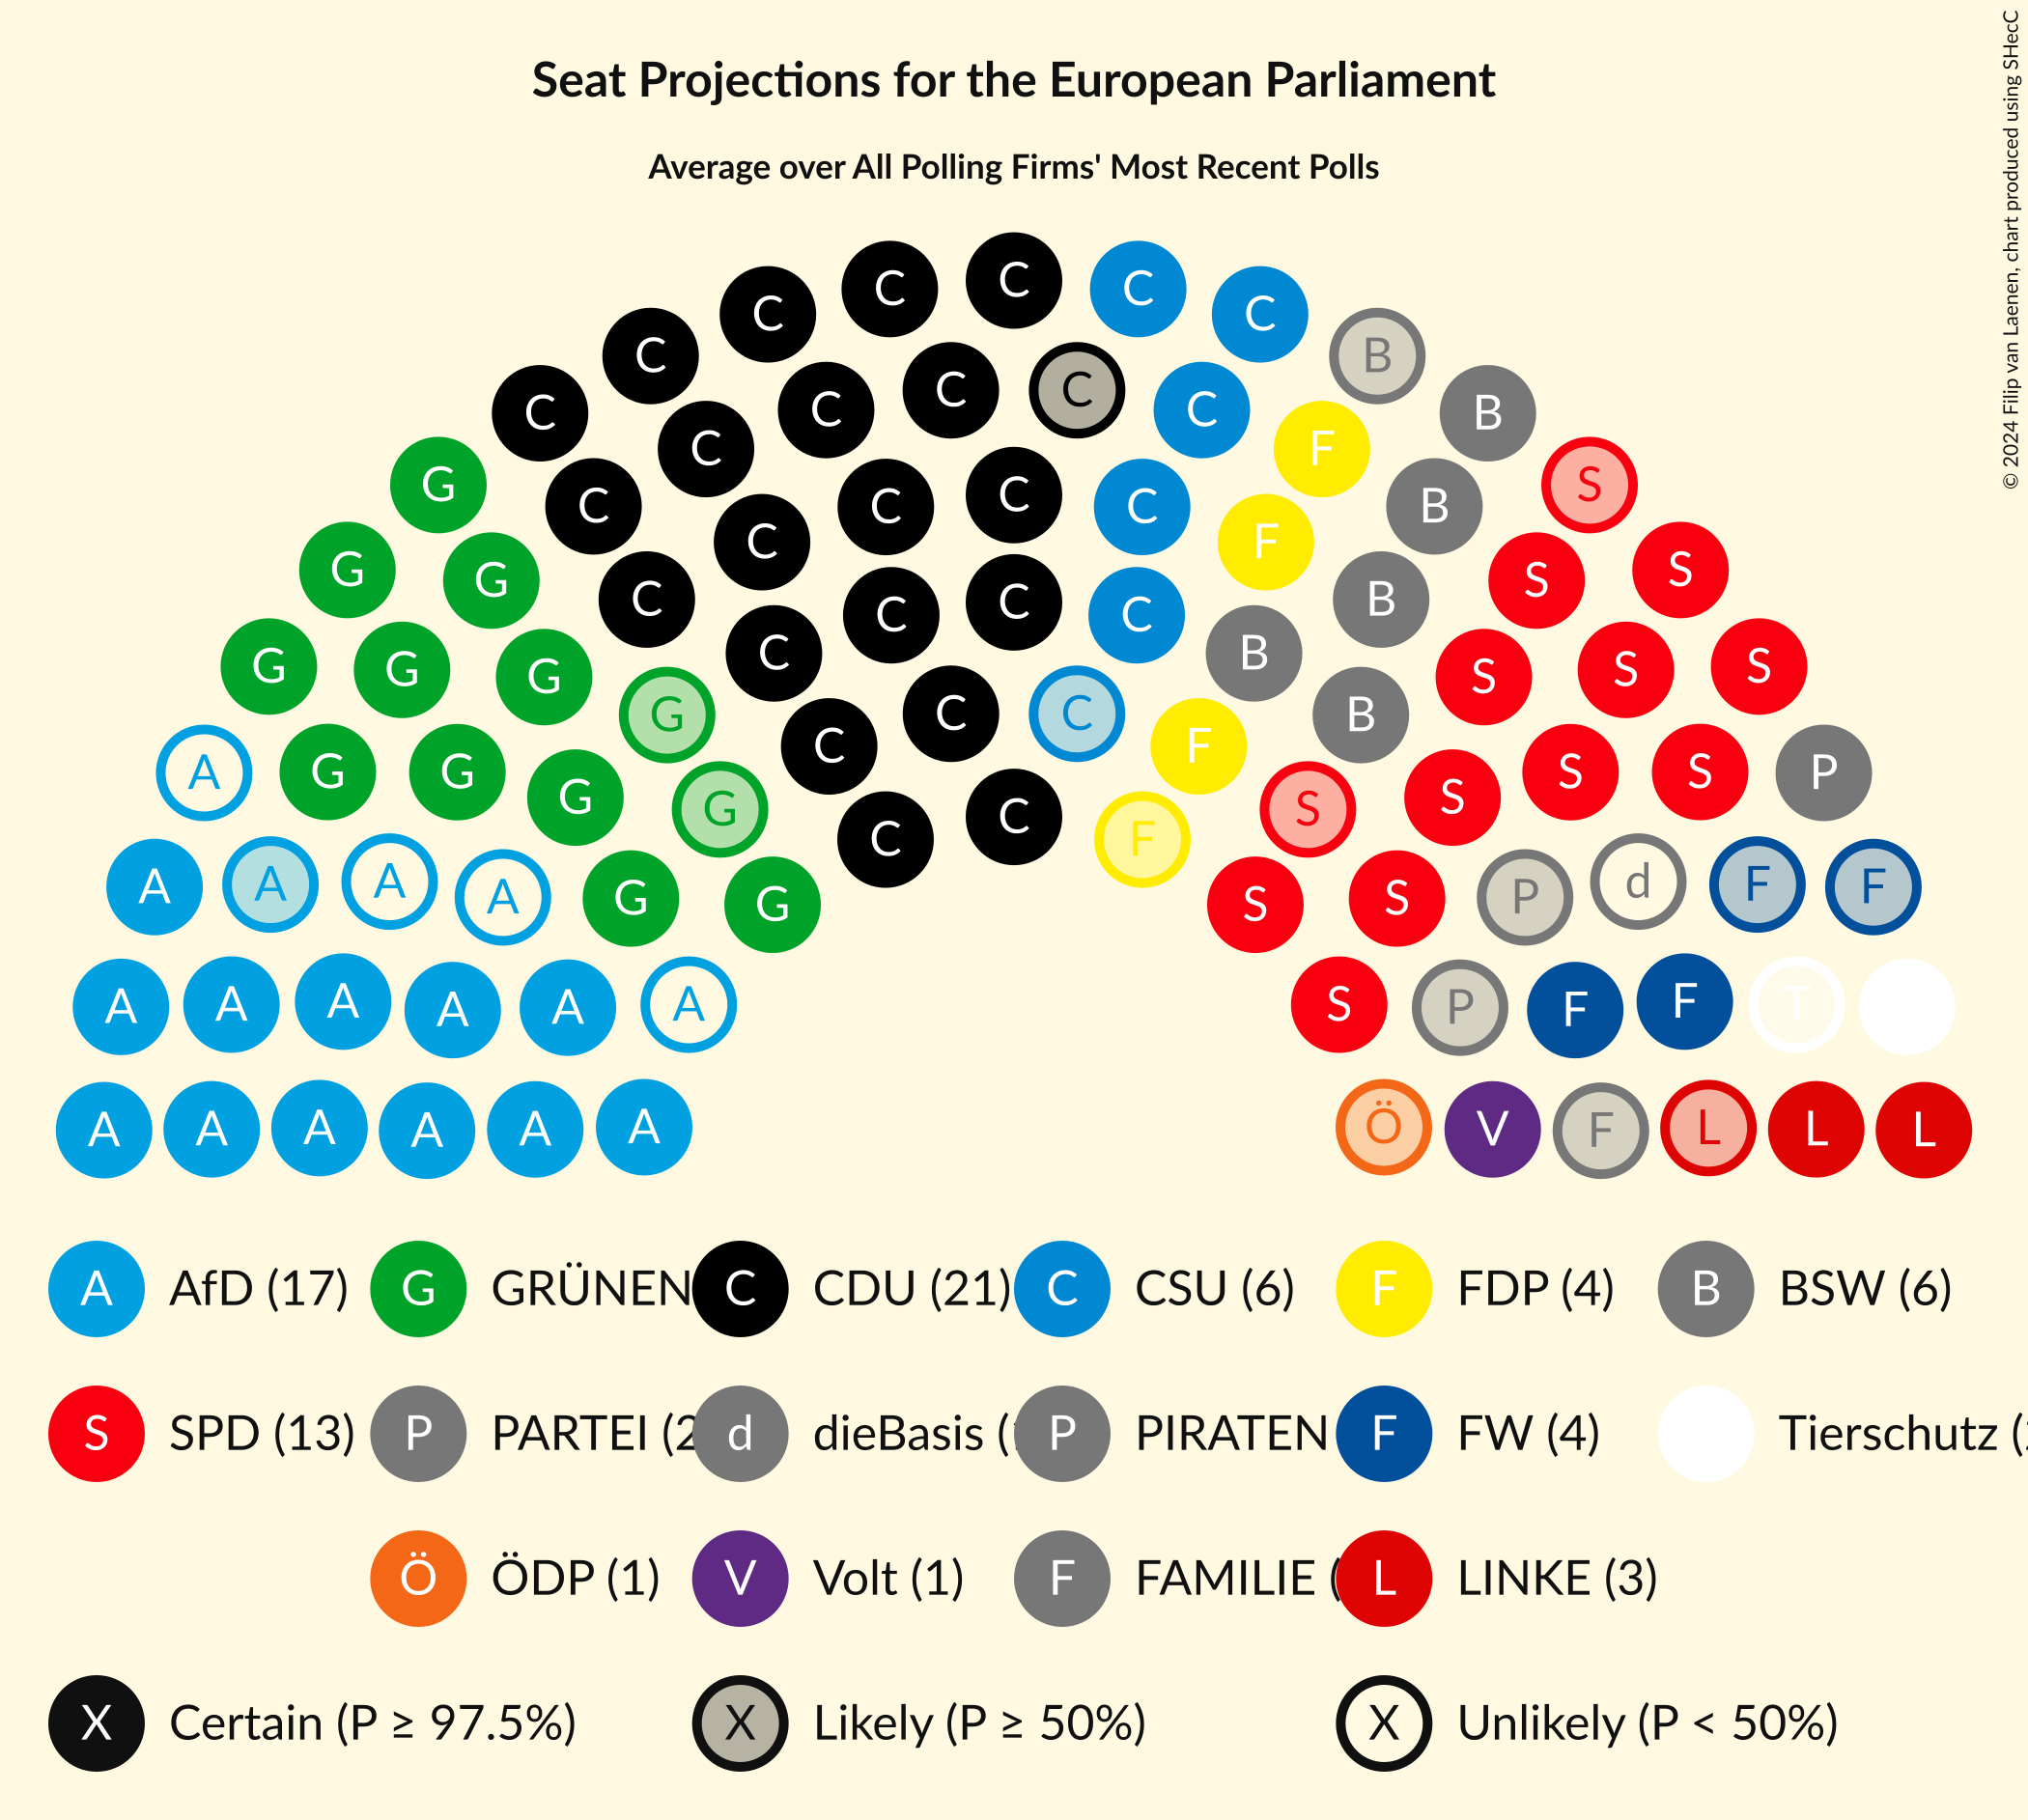 Seat Projections for the European Parliament
Average over All Polling Firms' Most Recent Polls
© 2024 Filip van Laenen, chart produced using SHecC
C C C C C
C C C C C B
C C C C C F B
G C C C C F B S
G G C C C C B S S
G G G G C C C C F B S S S
A G G G G C C F S S S S P
A A A A G G S S P d F F
A A A A A A S P F F T
A A A A A A Ö V F L L L
A AfD (17) G GRÜNEN C CDU (21) C CSU (6) F FDP (4) B BSW (6)
S SPD (13) P PARTEI (2 d dieBasis ( P PIRATEN F FW (4) Tierschutz (
Ö ÖDP (1) V Volt (1) F FAMILIE ( L LINKE (3)
X Certain (P ≥ 97.5%) X Likely (P ≥ 50%) X Unlikely (P < 50%)